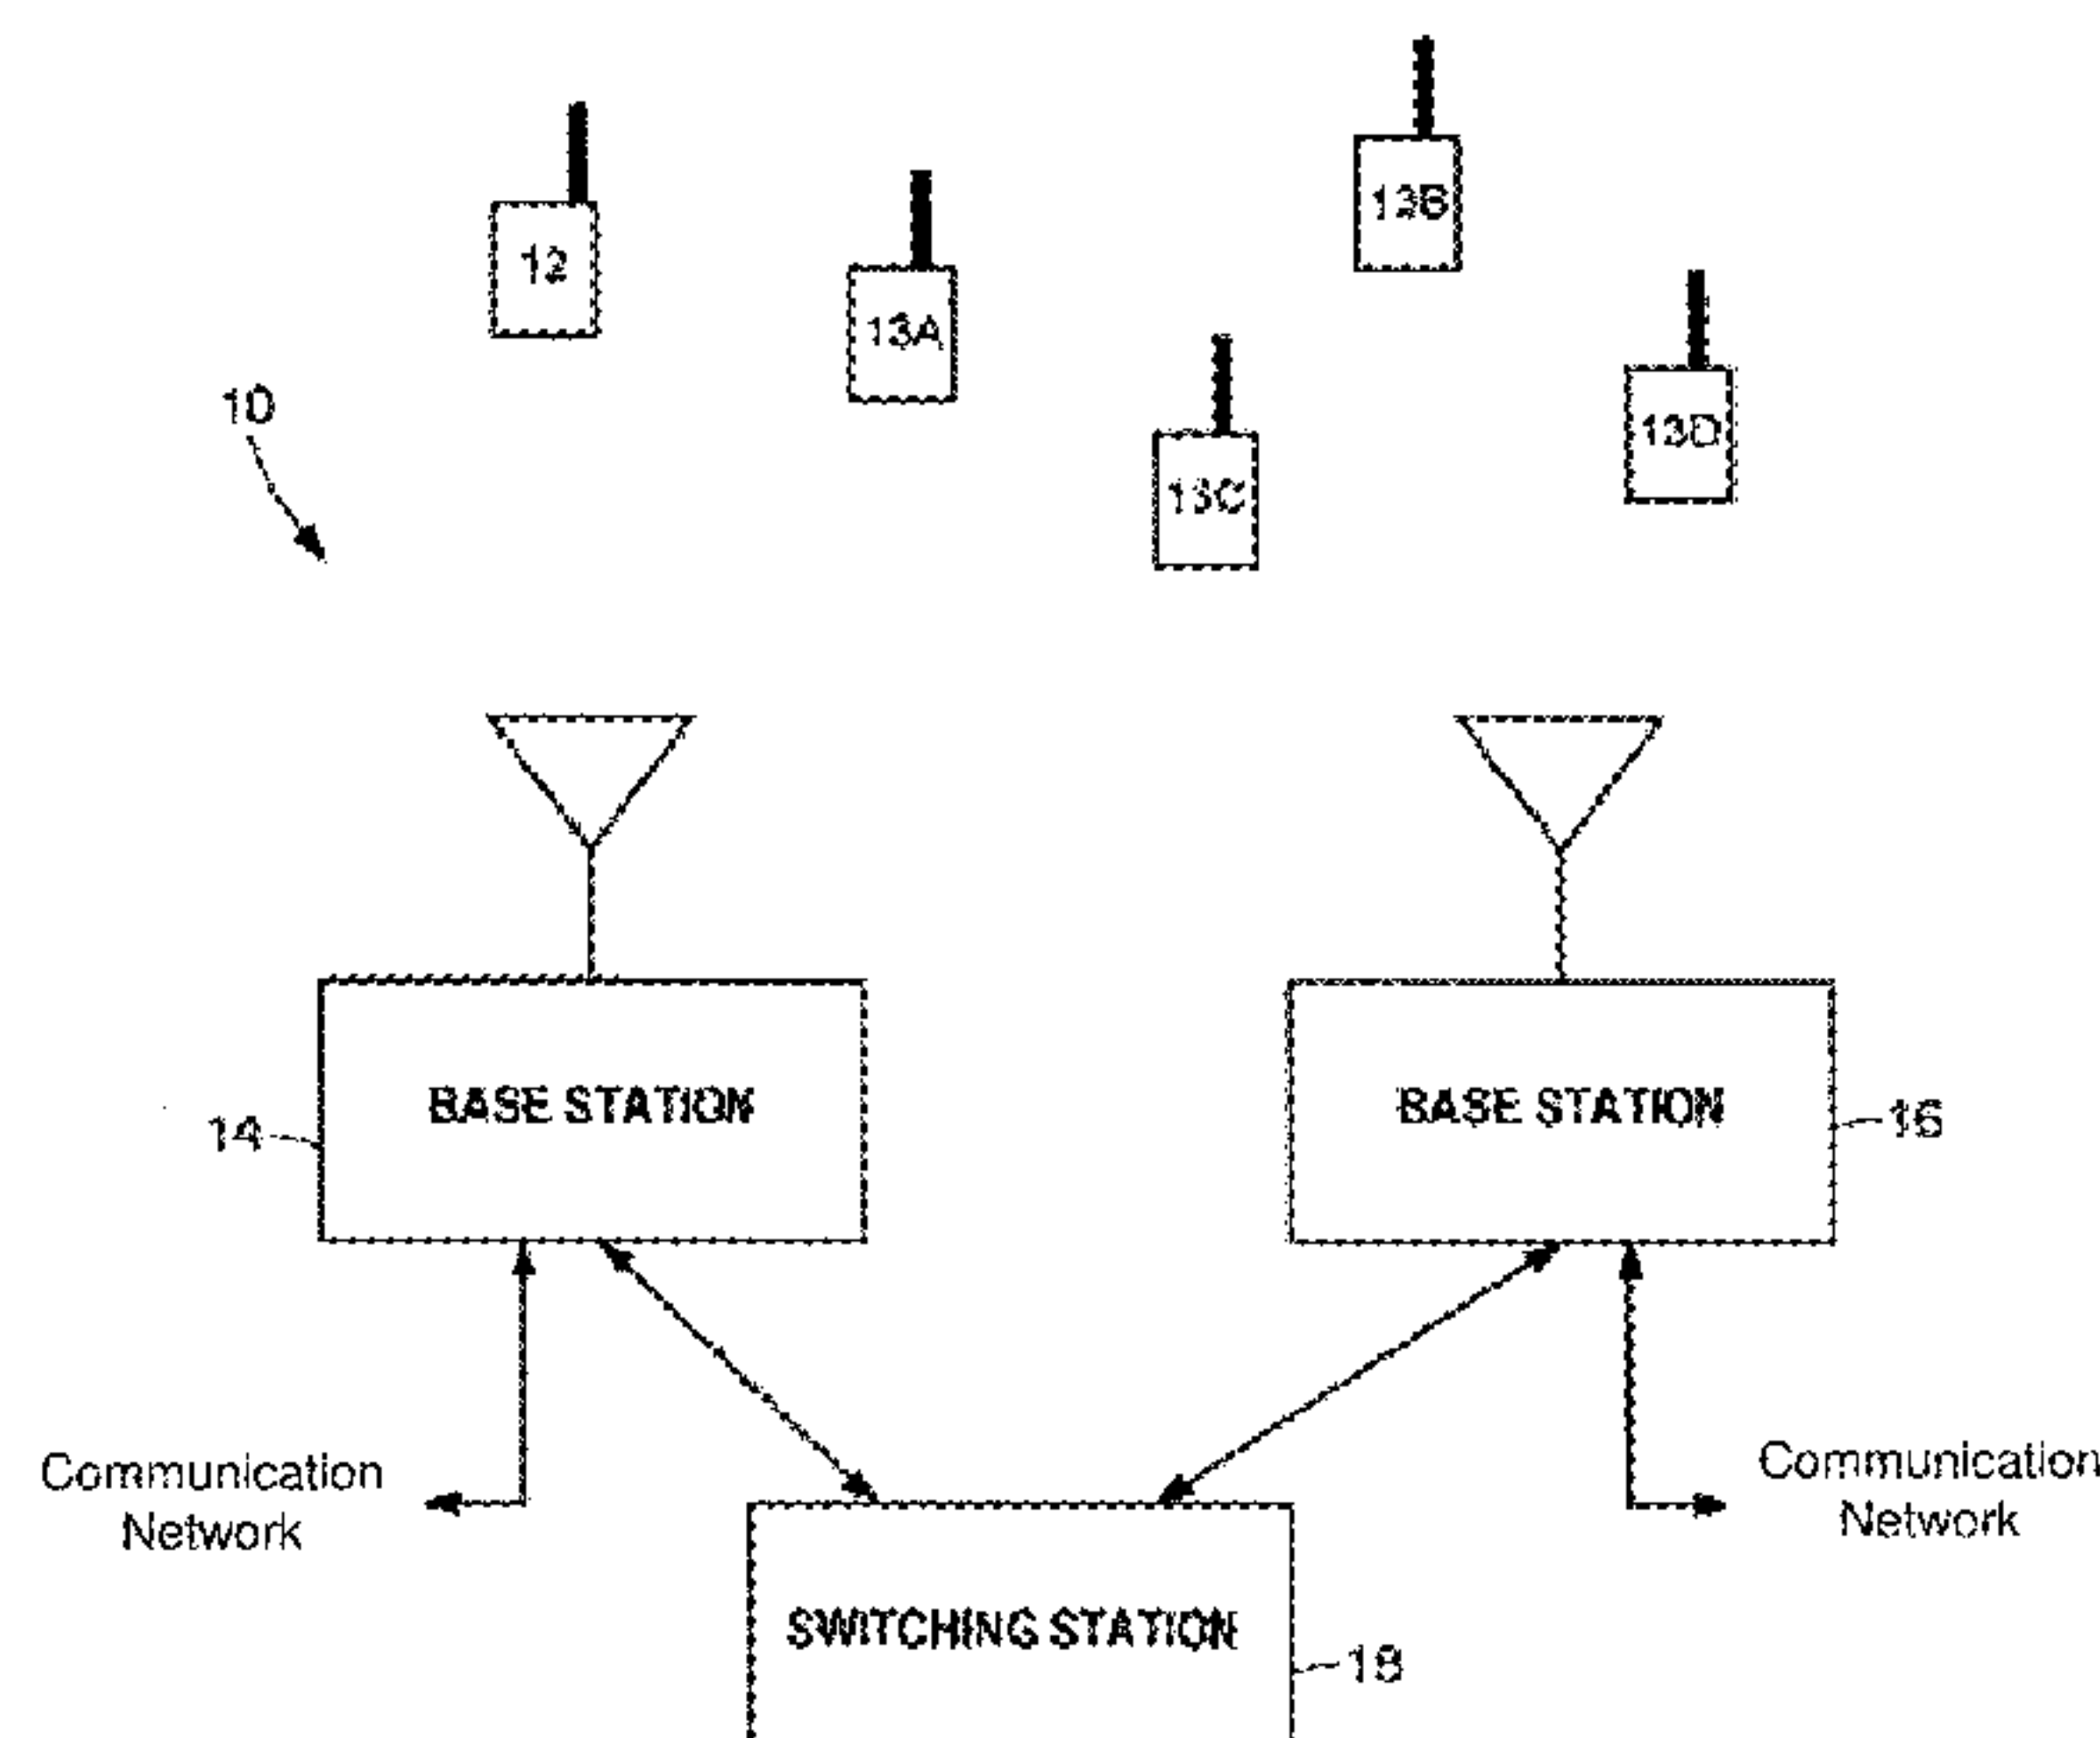 13B
12
13A
10
13D
13C
BASE STATION
BASE STATION
14
16
Communication
Network
Communication
Network
SWITCHING STATION
18